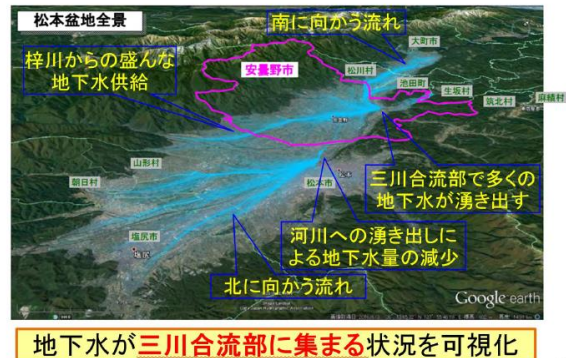 松本盆地全景
南に向かう流れ
大町市
梓川からの盛んな
地下水供給
安曇野市
松川村
池田町
生坂村
筑北村
麻績村
山形村
朝日村
松本市
三川合流部で多くの
地下水が湧き出す
塩尻市
塩尻
河川への湧き出しに
よる地下水量の減少
北に向かう流れ
Google earth
地下水が三川合流部に集まる状況を可視化